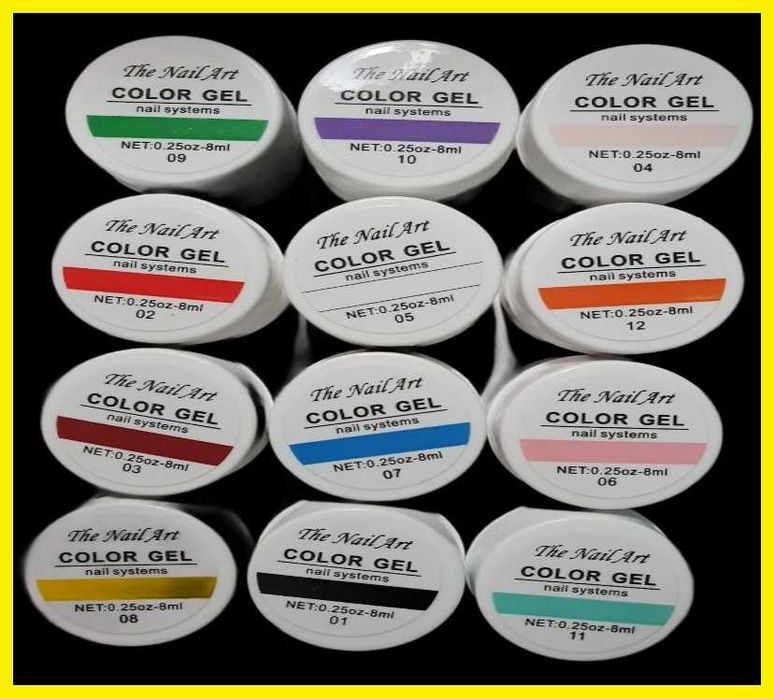 The Nail Art
COLOR GEL
nail systems
NET:0.25oz-8ml
09
The Nail Art
COLOR GEL
nail systems
NET:0.25oz-8ml
10
The Nail Art
COLOR GEL
nail systems
NET:0.25oz-8ml
04
The Nail Art
COLOR GEL
nail systems
NET:0.25oz-8ml
02
The Nail Art
COLOR GEL
nail systems
NET:0.25oz-8ml
05
The Nail Art
COLOR GEL
nail systems
NET:0.25oz-8ml
12
The Nail Art
COLOR GEL
nail systems
NET:0.25oz-8ml
03
The Nail Art
COLOR GEL
nail systems
NET:0.25oz-8ml
07
The Nail Art
COLOR GEL
nail systems
NET:0.25oz-8ml
06
The Nail Art
COLOR GEL
nail systems
NET:0.25oz-8ml
08
The Nail Art
COLOR GEL
nail systems
NET:0.25oz-8ml
01
The Nail Art
COLOR GEL
nail systems
NET:0.25oz-8ml
11